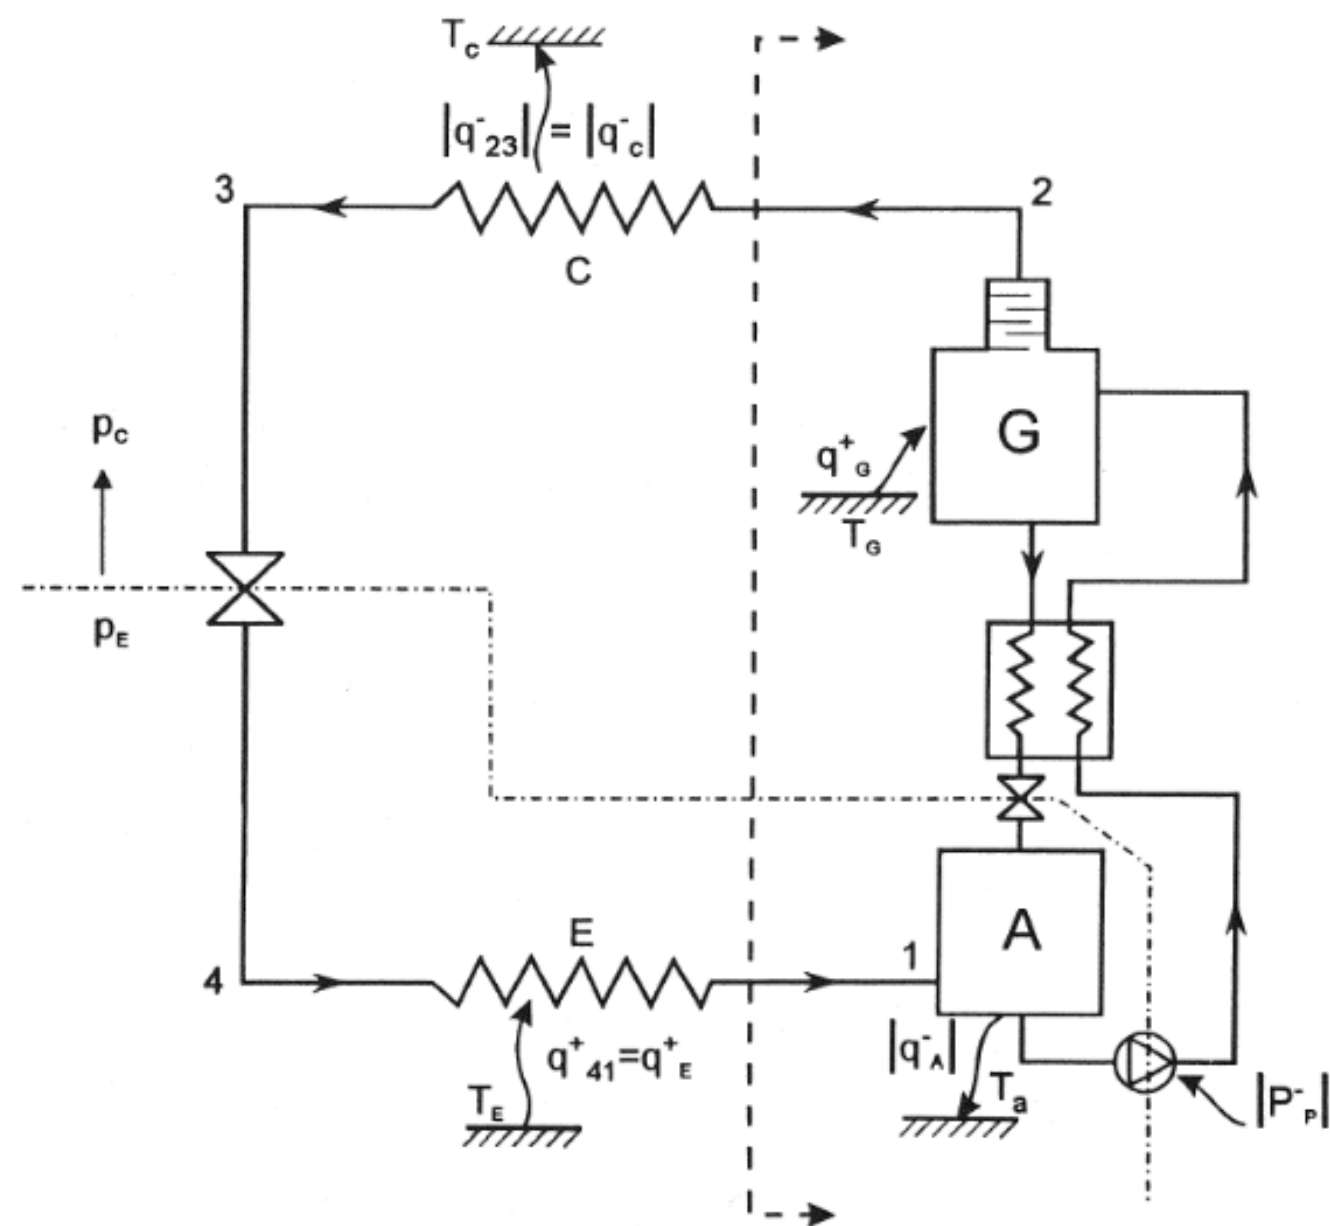 T_c
|q⁻₂₃| = |q⁻_c|
3
2
C
p_C
G
q⁺_G
T_G
p_E
E
A
1
4
|q⁻_A|
q⁺₄₁=q⁺_E
T_E
T_a
|P⁻_P|